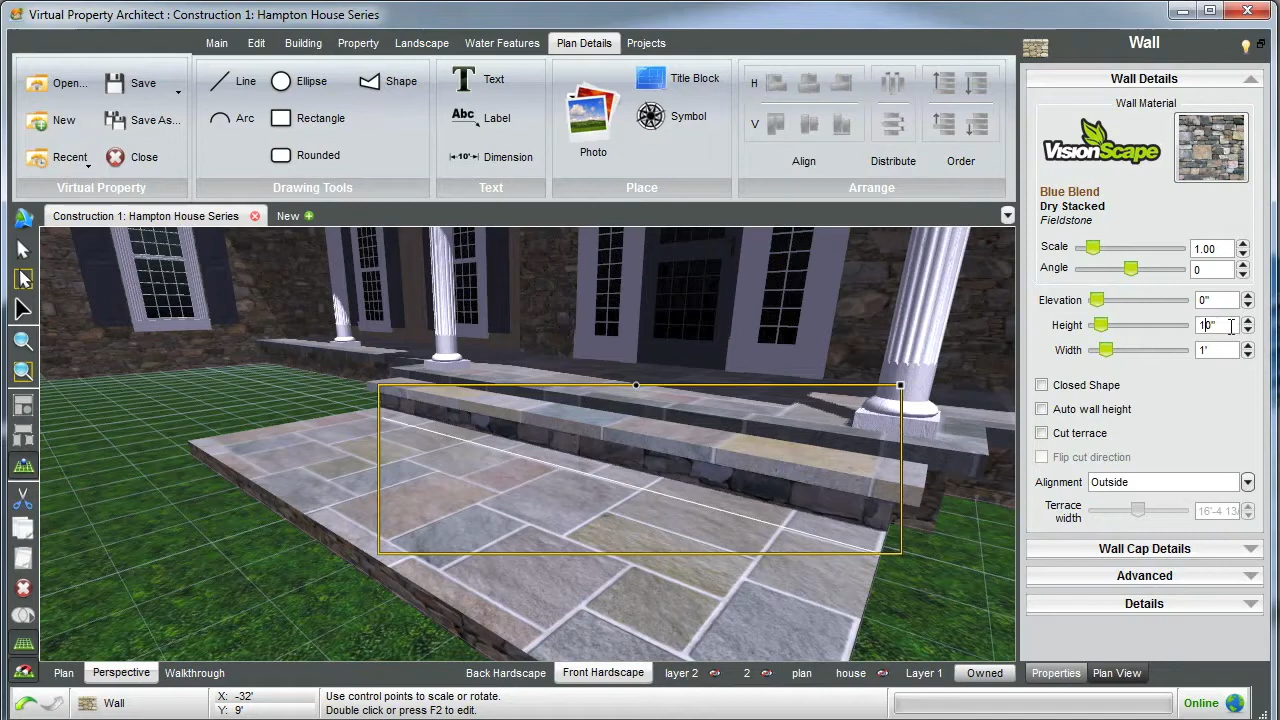 Virtual Property Architect : Construction 1: Hampton House Series
Main Edit Building Property Landscape Water Features Plan Details Projects
Open... Save
New Save As...
Recent Close
Virtual Property
Line Ellipse Shape
Arc Rectangle
Rounded
Drawing Tools
T Text
Abc Label
10' Dimension
Text
Photo
Title Block
Symbol
Place
H
V
Align Distribute Order
Arrange
Construction 1: Hampton House Series New
Wall
Wall Details
Wall Material
VisionScape
Blue Blend
Dry Stacked
Fieldstone
Scale 1.00
Angle 0
Elevation 0"
Height 10"
Width 1'
Closed Shape
Auto wall height
Cut terrace
Flip cut direction
Alignment Outside
Terrace width
Wall Cap Details
Advanced
Details
Properties Plan View
Plan Perspective Walkthrough Back Hardscape Front Hardscape layer 2 2 plan house Layer 1 Owned
Wall
X: -32'
Y: 9'
Use control points to scale or rotate.
Double click or press F2 to edit.
Online